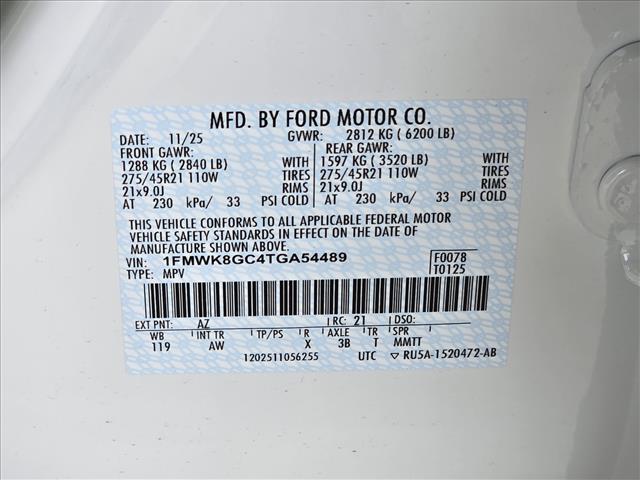 MFD. BY FORD MOTOR CO.
DATE: 11/25 GVWR: 2812 KG ( 6200 LB)
FRONT GAWR: REAR GAWR:
1288 KG ( 2840 LB) WITH 1597 KG ( 3520 LB) WITH
275/45R21 110W TIRES 275/45R21 110W TIRES
21x9.0J RIMS 21x9.0J RIMS
AT 230 kPa/ 33 PSI COLD AT 230 kPa/ 33 PSI COLD
THIS VEHICLE CONFORMS TO ALL APPLICABLE FEDERAL MOTOR
VEHICLE SAFETY STANDARDS IN EFFECT ON THE DATE OF
MANUFACTURE SHOWN ABOVE.
VIN: 1FMWK8GC4TGA54489 F0078
TYPE: MPV T0125
EXT PNT: AZ RC: 21 DSO:
WB INT TR TP/PS R AXLE TR SPR
119 AW X 3B T MMTT
1202511056255 UTC ▽ RU5A-1520472-AB